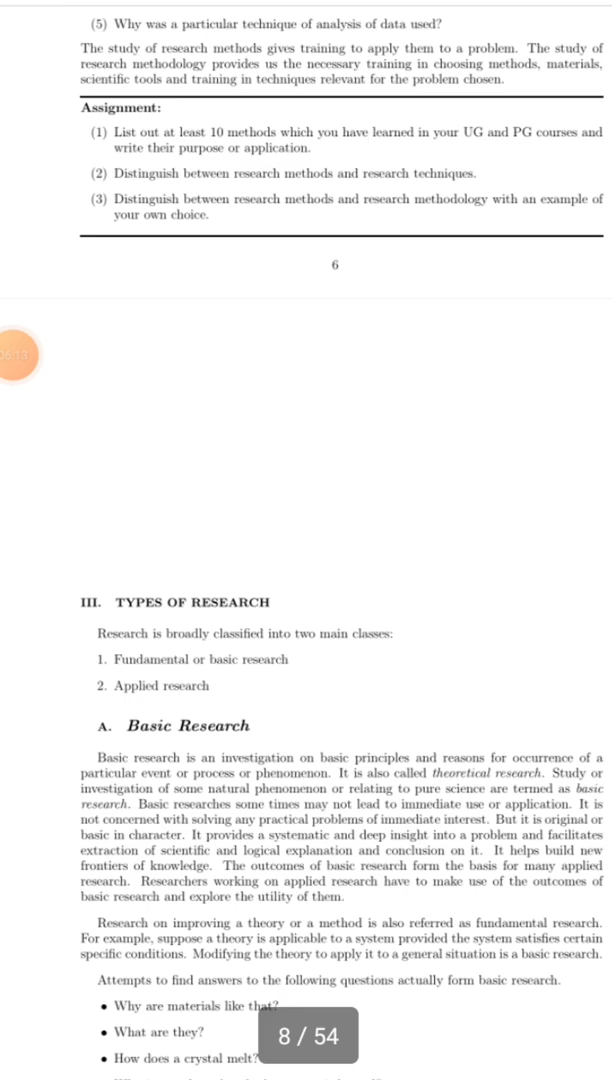 (5) Why was a particular technique of analysis of data used?
The study of research methods gives training to apply them to a problem. The study of
research methodology provides us the necessary training in choosing methods, materials,
scientific tools and training in techniques relevant for the problem chosen.
Assignment:
(1) List out at least 10 methods which you have learned in your UG and PG courses and
write their purpose or application.
(2) Distinguish between research methods and research techniques.
(3) Distinguish between research methods and research methodology with an example of
your own choice.
6
06:13
III. TYPES OF RESEARCH
Research is broadly classified into two main classes:
1. Fundamental or basic research
2. Applied research
A. Basic Research
Basic research is an investigation on basic principles and reasons for occurrence of a
particular event or process or phenomenon. It is also called theoretical research. Study or
investigation of some natural phenomenon or relating to pure science are termed as basic
research. Basic researches some times may not lead to immediate use or application. It is
not concerned with solving any practical problems of immediate interest. But it is original or
basic in character. It provides a systematic and deep insight into a problem and facilitates
extraction of scientific and logical explanation and conclusion on it. It helps build new
frontiers of knowledge. The outcomes of basic research form the basis for many applied
research. Researchers working on applied research have to make use of the outcomes of
basic research and explore the utility of them.
Research on improving a theory or a method is also referred as fundamental research.
For example, suppose a theory is applicable to a system provided the system satisfies certain
specific conditions. Modifying the theory to apply it to a general situation is a basic research.
Attempts to find answers to the following questions actually form basic research.
• Why are materials like that?
• What are they?
8 / 54
• How does a crystal melt?